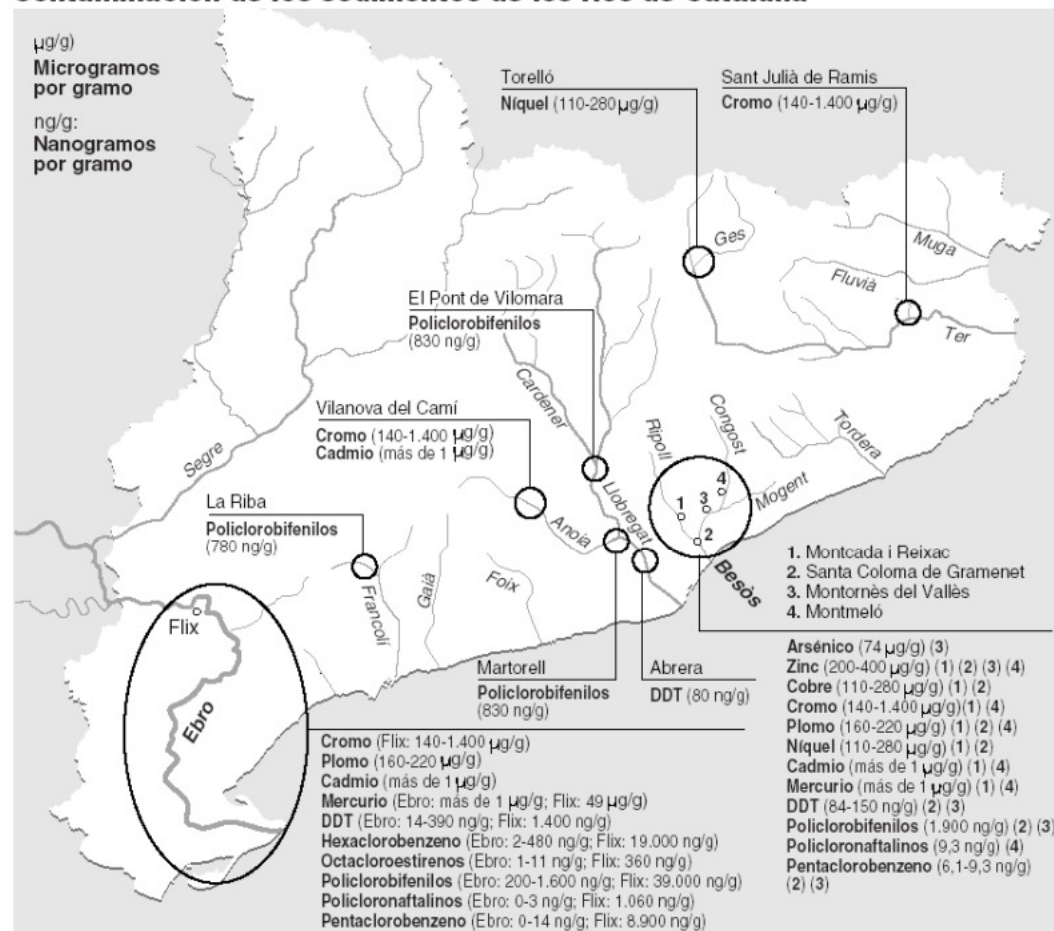 Contaminación de los sedimentos de los ríos de Cataluña
µg/g)
Microgramos
por gramo
ng/g:
Nanogramos
por gramo
Torelló
Níquel (110-280 µg/g)
Sant Julià de Ramis
Cromo (140-1.400 µg/g)
Ges
Muga
Fluvià
Ter
El Pont de Vilomara
Policlorobifenilos
(830 ng/g)
Cardener
Vilanova del Camí
Cromo (140-1.400 µg/g)
Cadmio (más de 1 µg/g)
Segre
Llobregat
Ripoll
Congost
Tordera
Mogent
1
2
3
4
La Riba
Policlorobifenilos
(780 ng/g)
Anoia
Francolí
Gaià
Foix
Besòs
Flix
Ebro
Martorell
Policlorobifenilos
(830 ng/g)
Abrera
DDT (80 ng/g)
1. Montcada i Reixac
2. Santa Coloma de Gramenet
3. Montornès del Vallès
4. Montmeló
Arsénico (74 µg/g) (3)
Zinc (200-400 µg/g) (1) (2) (3) (4)
Cobre (110-280 µg/g) (1) (2)
Cromo (140-1.400 µg/g)(1) (4)
Plomo (160-220 µg/g) (1) (2) (4)
Níquel (110-280 µg/g) (1) (2)
Cadmio (más de 1 µg/g) (1) (4)
Mercurio (más de 1 µg/g) (1) (4)
DDT (84-150 ng/g) (2) (3)
Policlorobifenilos (1.900 ng/g) (2) (3)
Policloronaftalinos (9,3 ng/g) (4)
Pentaclorobenzeno (6,1-9,3 ng/g)
(2) (3)
Cromo (Flix: 140-1.400 µg/g)
Plomo (160-220 µg/g)
Cadmio (más de 1 µg/g)
Mercurio (Ebro: más de 1 µg/g; Flix: 49 µg/g)
DDT (Ebro: 14-390 ng/g; Flix: 1.400 ng/g)
Hexaclorobenzeno (Ebro: 2-480 ng/g; Flix: 19.000 ng/g)
Octacloroestirenos (Ebro: 1-11 ng/g; Flix: 360 ng/g)
Policlorobifenilos (Ebro: 200-1.600 ng/g; Flix: 39.000 ng/g)
Policloronaftalinos (Ebro: 0-3 ng/g; Flix: 1.060 ng/g)
Pentaclorobenzeno (Ebro: 0-14 ng/g; Flix: 8.900 ng/g)